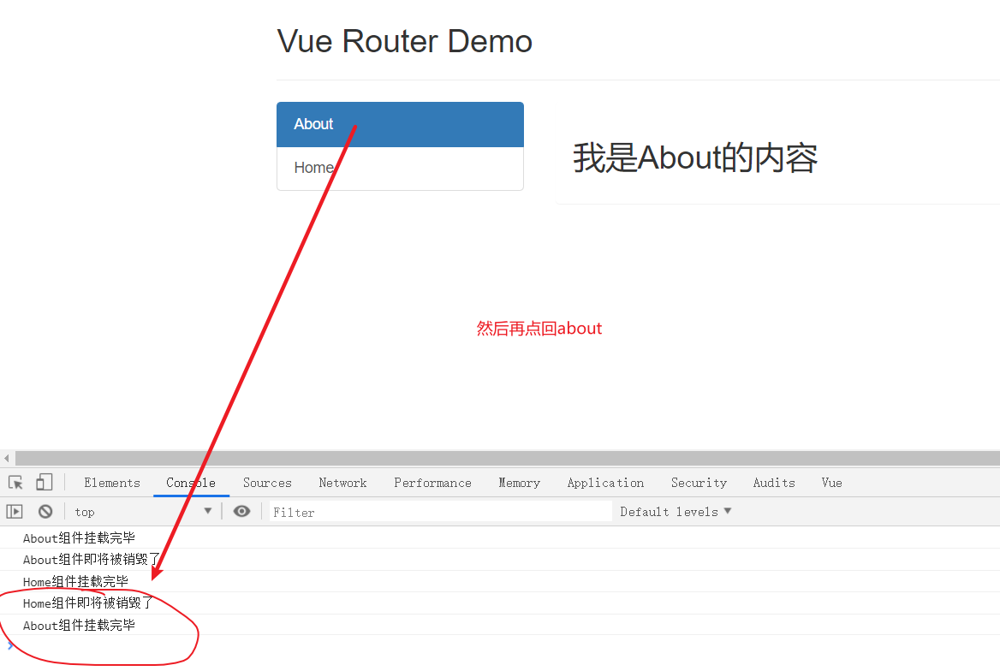 Vue Router Demo
About
Home
我是About的内容
然后再点回about
Elements Console Sources Network Performance Memory Application Security Audits Vue
top Filter Default levels
About组件挂载完毕
About组件即将被销毁了
Home组件挂载完毕
Home组件即将被销毁了
About组件挂载完毕